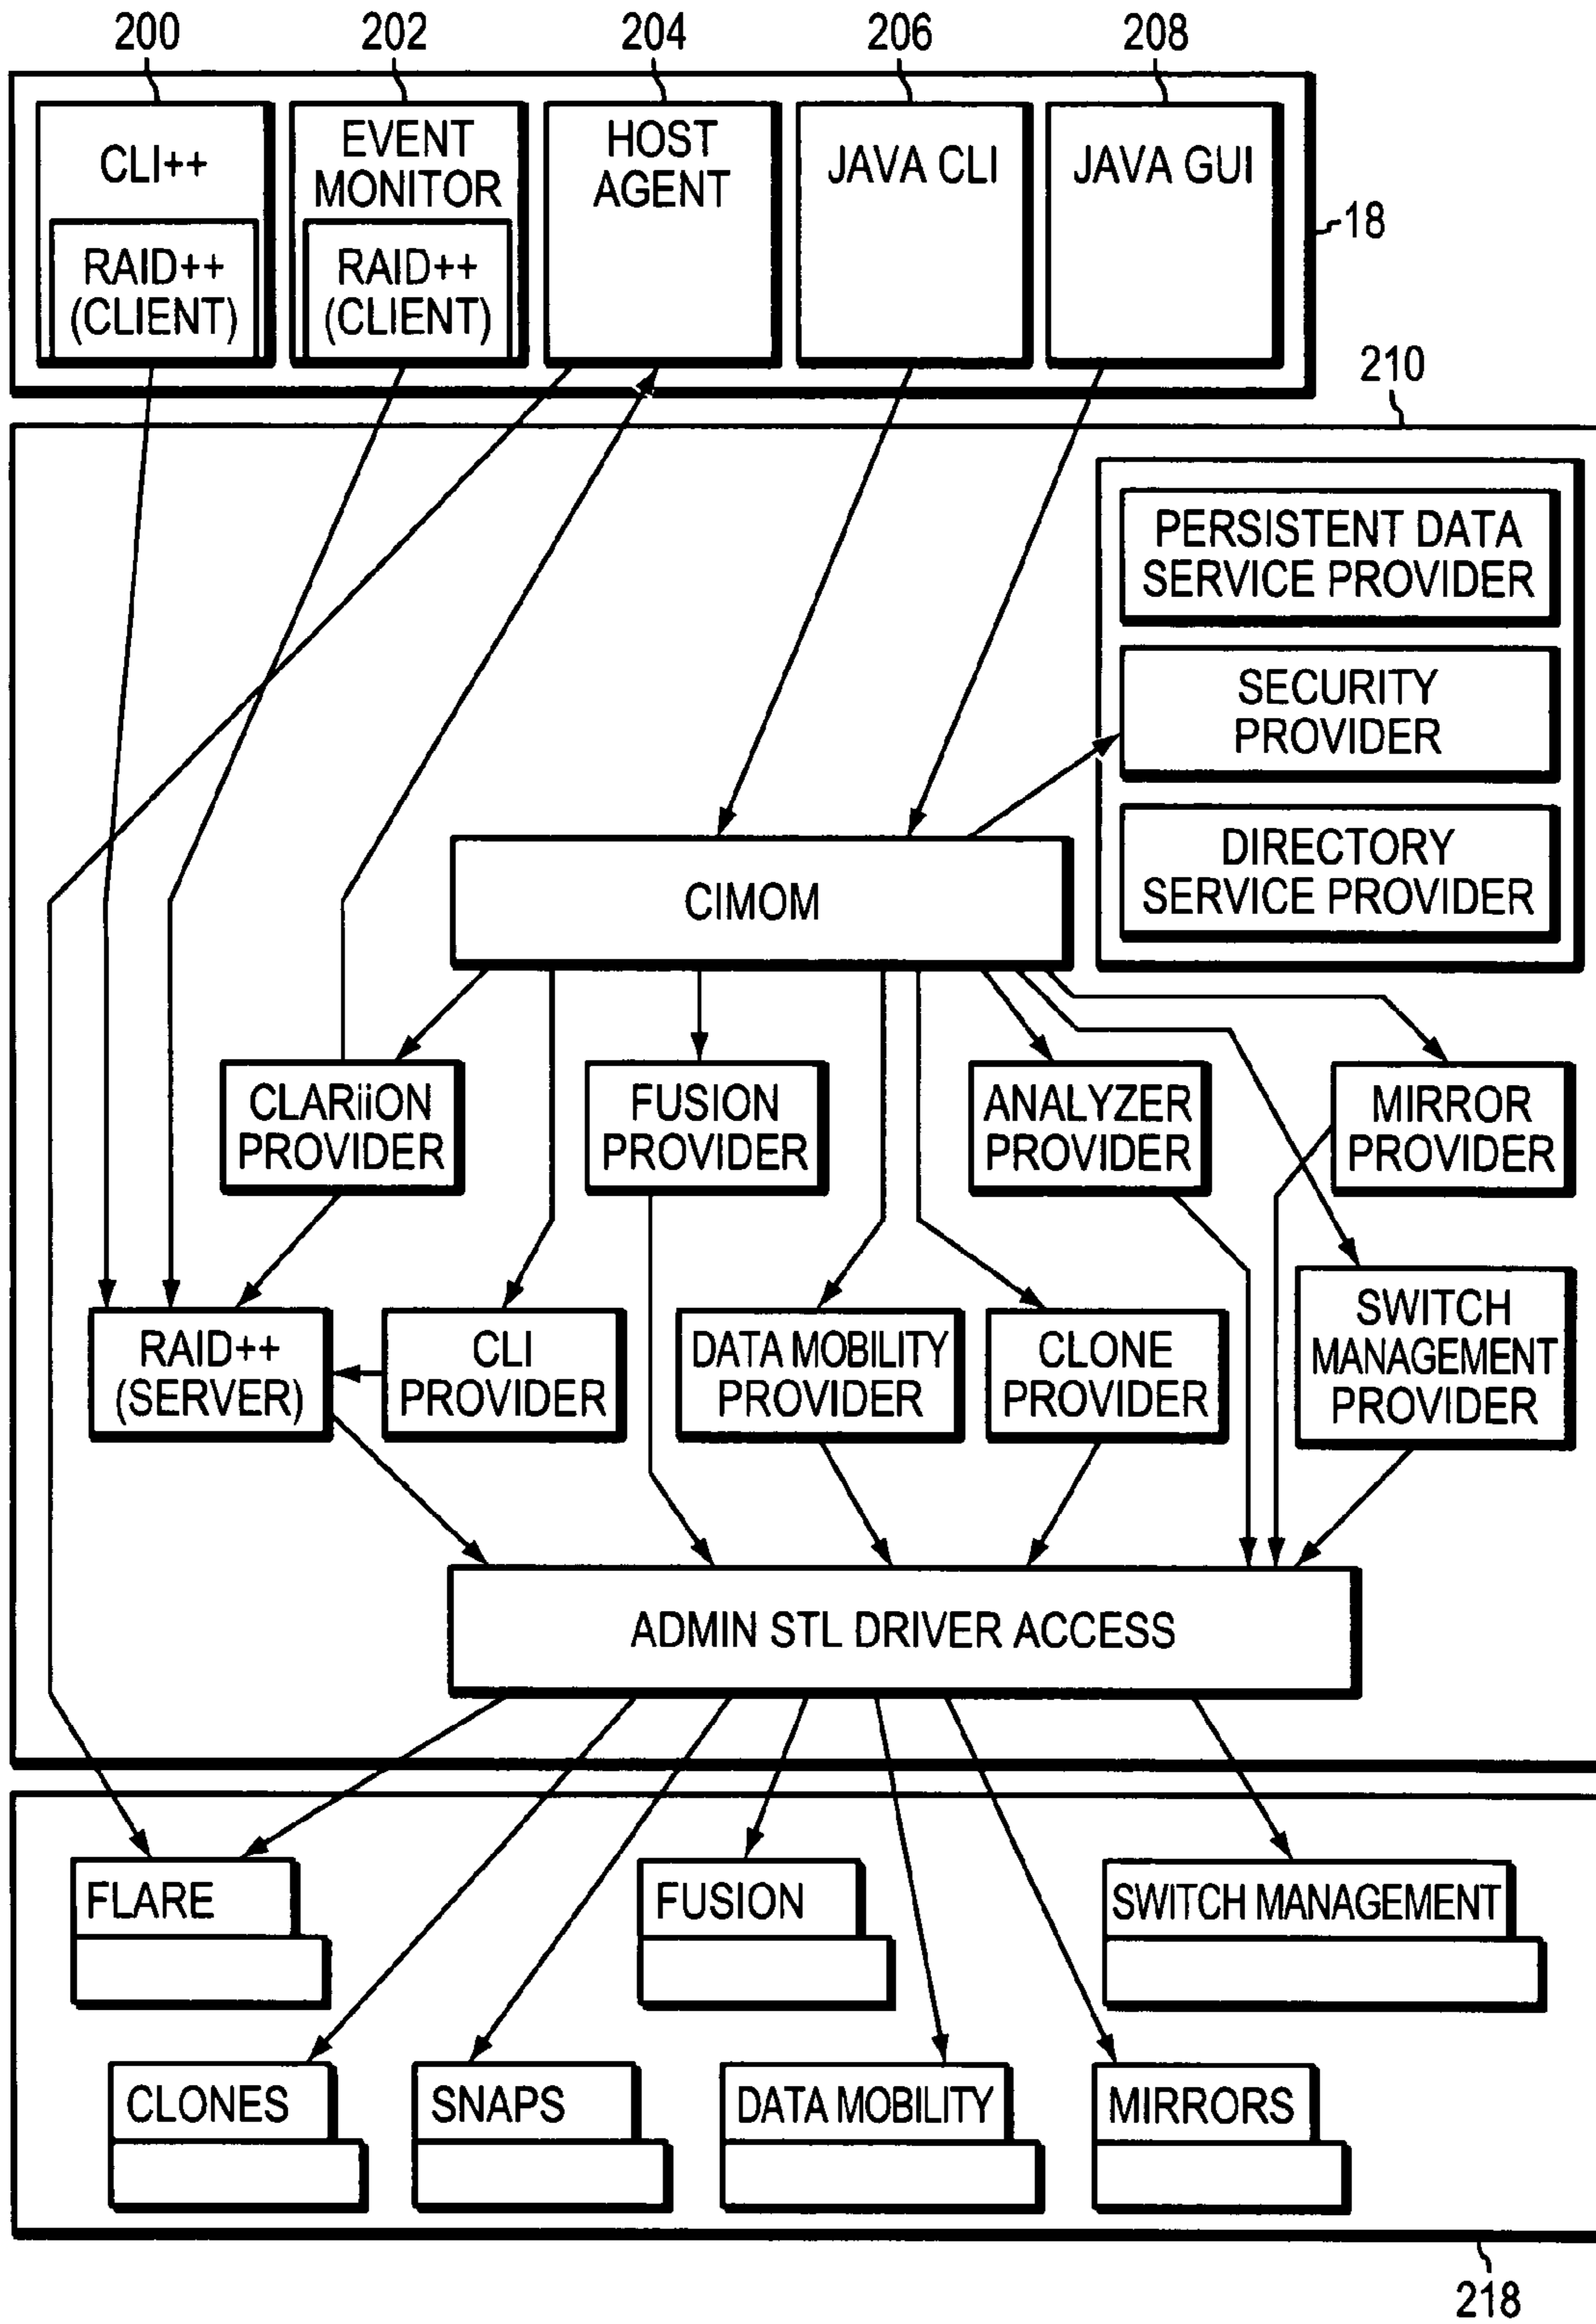 200
202
204
206
208
CLI++
RAID++
(CLIENT)
EVENT
MONITOR
RAID++
(CLIENT)
HOST
AGENT
JAVA CLI
JAVA GUI
18
210
PERSISTENT DATA
SERVICE PROVIDER
SECURITY
PROVIDER
DIRECTORY
SERVICE PROVIDER
CIMOM
CLARiiON
PROVIDER
FUSION
PROVIDER
ANALYZER
PROVIDER
MIRROR
PROVIDER
RAID++
(SERVER)
CLI
PROVIDER
DATA MOBILITY
PROVIDER
CLONE
PROVIDER
SWITCH
MANAGEMENT
PROVIDER
ADMIN STL DRIVER ACCESS
FLARE
FUSION
SWITCH MANAGEMENT
CLONES
SNAPS
DATA MOBILITY
MIRRORS
218